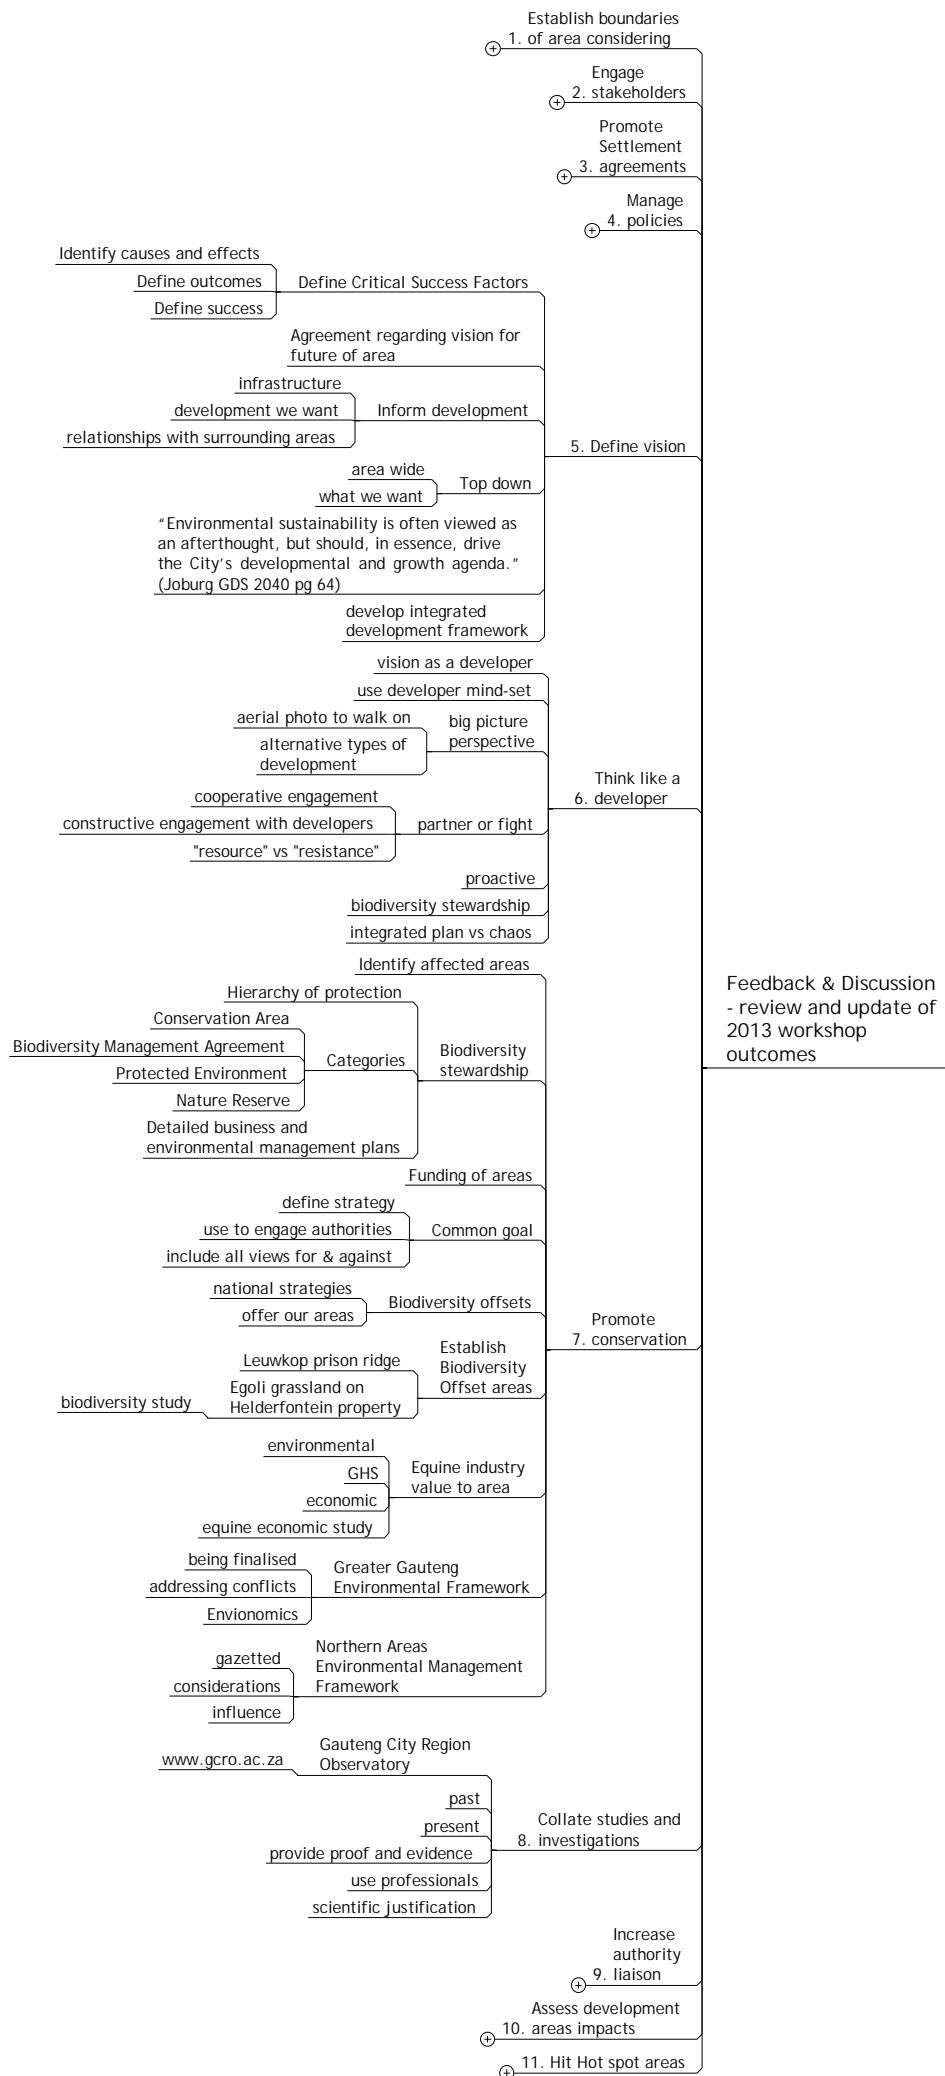 Establish boundaries
1. of area considering
Engage
2. stakeholders
Promote
Settlement
3. agreements
Manage
4. policies
Identify causes and effects
Define outcomes
Define success
Define Critical Success Factors
Agreement regarding vision for
future of area
infrastructure
development we want
relationships with surrounding areas
Inform development
area wide
what we want
Top down
“Environmental sustainability is often viewed as
an afterthought, but should, in essence, drive
the City’s developmental and growth agenda.”
(Joburg GDS 2040 pg 64)
develop integrated
development framework
5. Define vision
vision as a developer
use developer mind-set
aerial photo to walk on
alternative types of
development
big picture
perspective
cooperative engagement
constructive engagement with developers
"resource" vs "resistance"
partner or fight
proactive
biodiversity stewardship
integrated plan vs chaos
Think like a
6. developer
Identify affected areas
Hierarchy of protection
Conservation Area
Biodiversity Management Agreement
Protected Environment
Nature Reserve
Categories
Detailed business and
environmental management plans
Biodiversity
stewardship
Funding of areas
define strategy
use to engage authorities
include all views for & against
Common goal
national strategies
offer our areas
Biodiversity offsets
Leuwkop prison ridge
biodiversity study
Egoli grassland on
Helderfontein property
Establish
Biodiversity
Offset areas
environmental
GHS
economic
equine economic study
Equine industry
value to area
being finalised
addressing conflicts
Envionomics
Greater Gauteng
Environmental Framework
gazetted
considerations
influence
Northern Areas
Environmental Management
Framework
Promote
7. conservation
www.gcro.ac.za
Gauteng City Region
Observatory
past
present
provide proof and evidence
use professionals
scientific justification
Collate studies and
8. investigations
Increase
authority
9. liaison
Assess development
10. areas impacts
11. Hit Hot spot areas
Feedback & Discussion
- review and update of
2013 workshop
outcomes